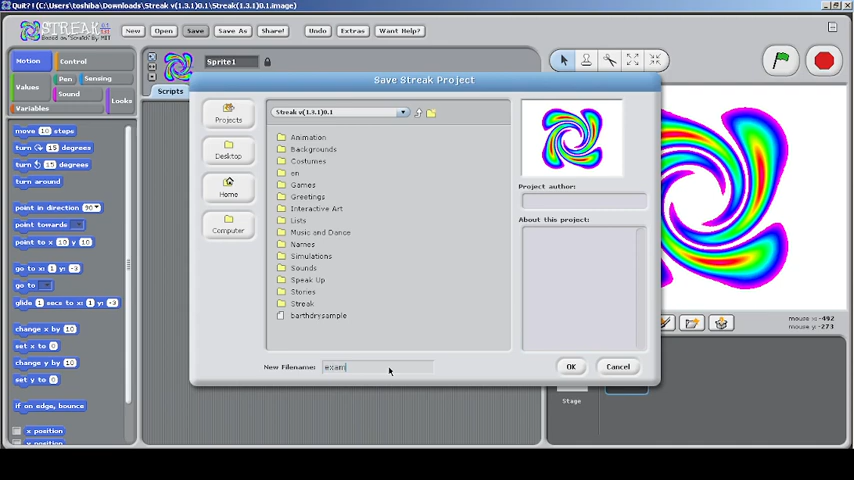 Quit?! (C:\Users\toshiba\Downloads\Streak v(1.3.1)0.1\Streak(1.3.1)0.1.image)
STREAK
Based on "Scratch" By MIT
New Open Save Save As Share! Undo Extras Want Help?
Motion Control
Pen Sensing
Values
Sound
Looks
Variables
Sprite1
Scripts
move 10 steps
turn 15 degrees
turn 15 degrees
turn around
point in direction 90
point towards
point to x 10 y 10
go to x: 1 y: -3
go to
glide 1 secs to x: 1 y: -3
change x by 10
set x to 0
change y by 10
set y to 0
if on edge, bounce
x position
y position
Save Streak Project
Projects
Desktop
Home
Computer
Streak v(1.3.1)0.1
Animation
Backgrounds
Costumes
en
Games
Greetings
Interactive Art
Lists
Music and Dance
Names
Simulations
Sounds
Speak Up
Stories
Streak
barthdrysample
Project author:
About this project:
New Filename: exam
OK Cancel
mouse x: -492
mouse y: -273
Stage